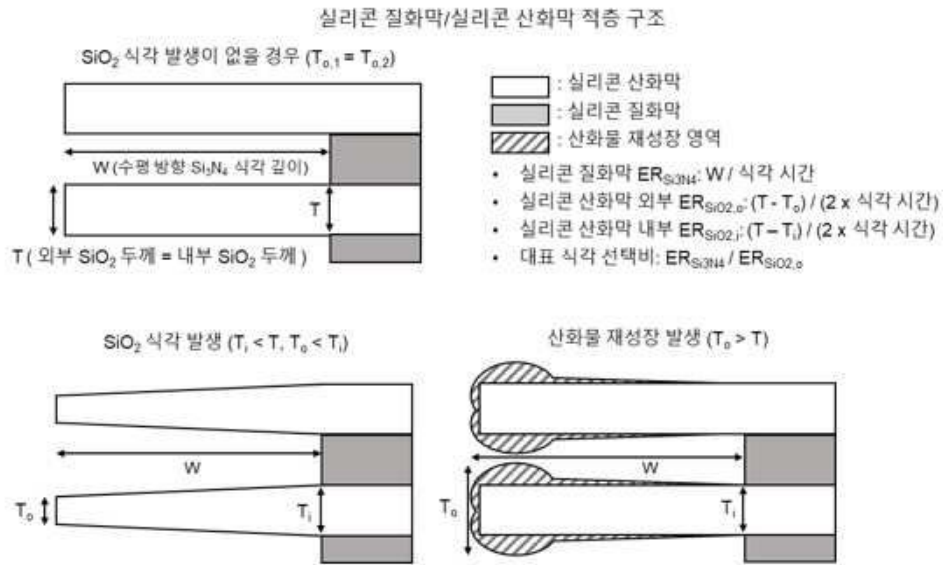 실리콘 질화막/실리콘 산화막 적층 구조
SiO₂ 식각 발생이 없을 경우 (To,1 = To,2)
W (수평 방향 Si₃N₄ 식각 깊이)
T
T ( 외부 SiO₂ 두께 = 내부 SiO₂ 두께 )
: 실리콘 산화막
: 실리콘 질화막
: 산화물 재성장 영역
• 실리콘 질화막 ER_Si3N4: W / 식각 시간
• 실리콘 산화막 외부 ER_SiO2,o: (T - To) / (2 x 식각 시간)
• 실리콘 산화막 내부 ER_SiO2,i: (T – Ti) / (2 x 식각 시간)
• 대표 식각 선택비: ER_Si3N4 / ER_SiO2,o
SiO₂ 식각 발생 (Ti < T, To < Ti)
W
To
Ti
산화물 재성장 발생 (To > T)
W
To
Ti